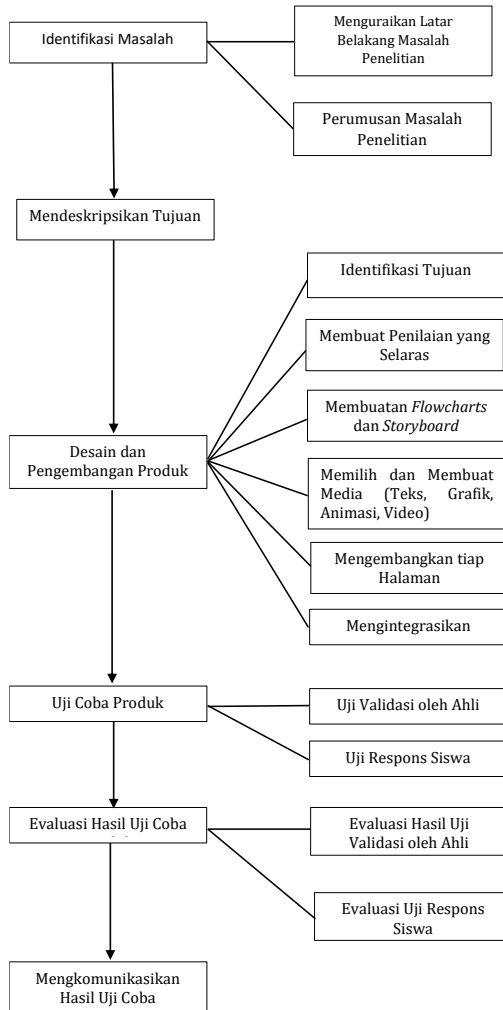 Identifikasi Masalah
Menguraikan Latar
Belakang Masalah
Penelitian
Perumusan Masalah
Penelitian
Mendeskripsikan Tujuan
Identifikasi Tujuan
Membuat Penilaian yang
Selaras
Membuatan Flowcharts
dan Storyboard
Desain dan
Pengembangan Produk
Memilih dan Membuat
Media (Teks, Grafik,
Animasi, Video)
Mengembangkan tiap
Halaman
Mengintegrasikan
Uji Coba Produk
Uji Validasi oleh Ahli
Uji Respons Siswa
Evaluasi Hasil Uji Coba
Evaluasi Hasil Uji
Validasi oleh Ahli
Evaluasi Uji Respons
Siswa
Mengkomunikasikan
Hasil Uji Coba